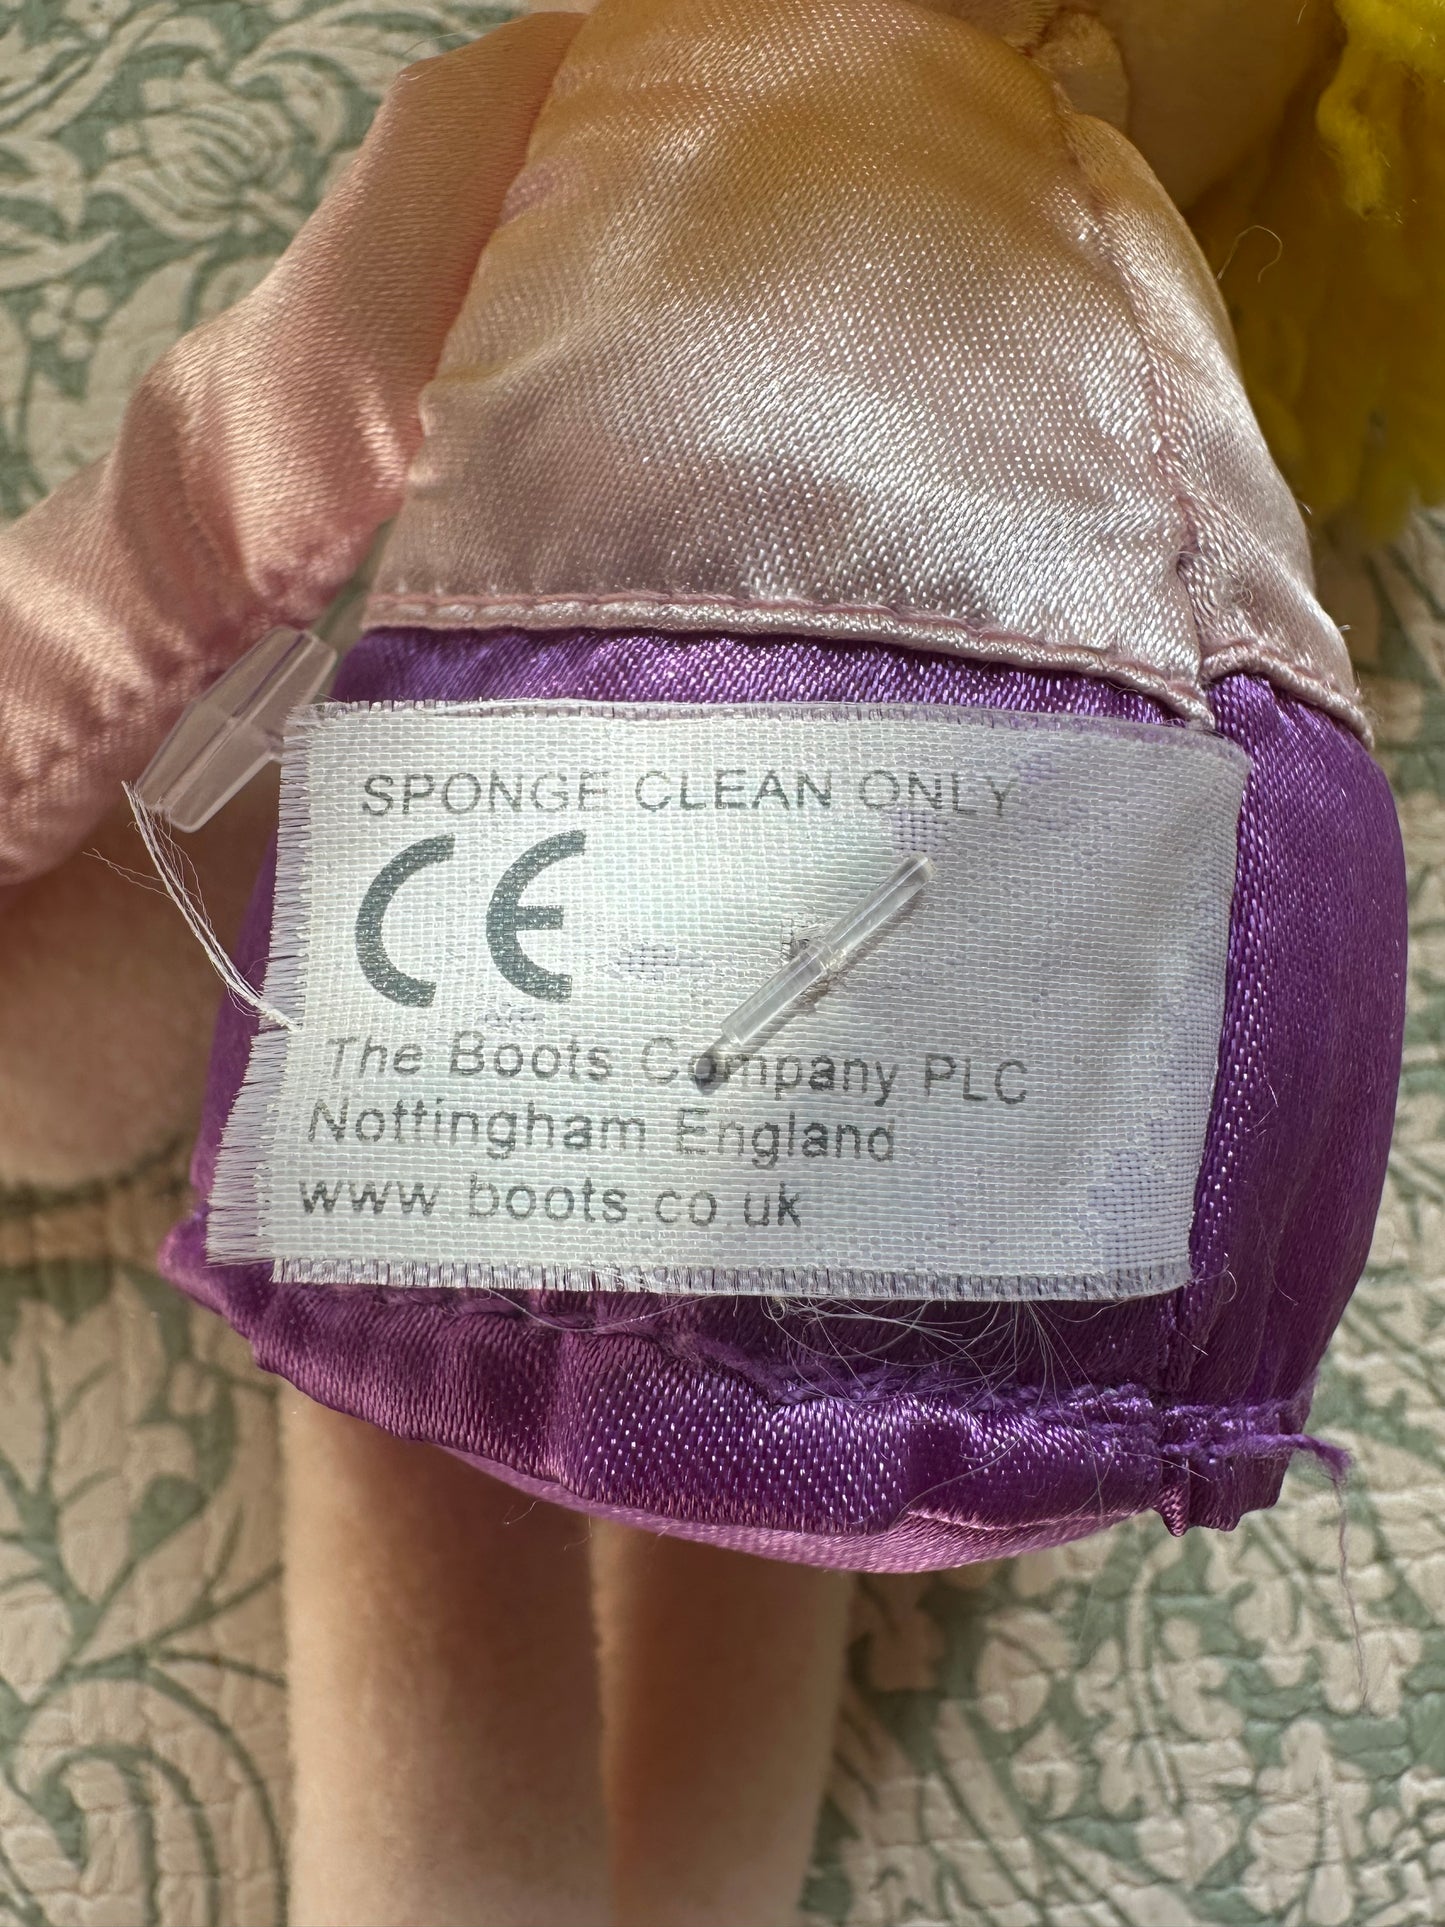 SPONGE CLEAN ONLY
CE
The Boots Company PLC
Nottingham England
www.boots.co.uk